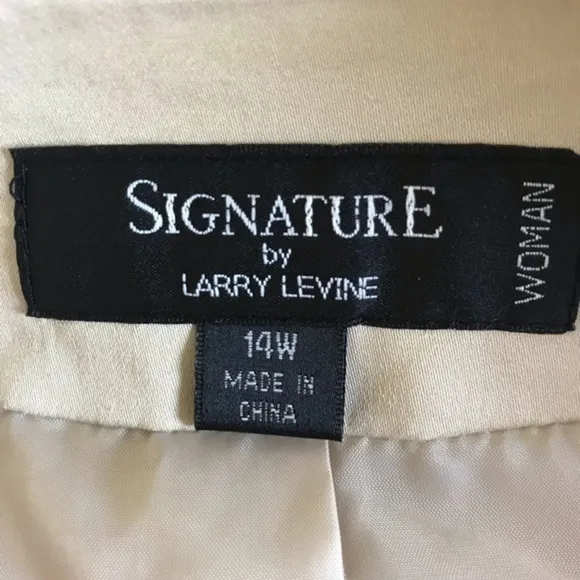 SIGNATURE
by
LARRY LEVINE
WOMAN
14W
MADE IN
CHINA